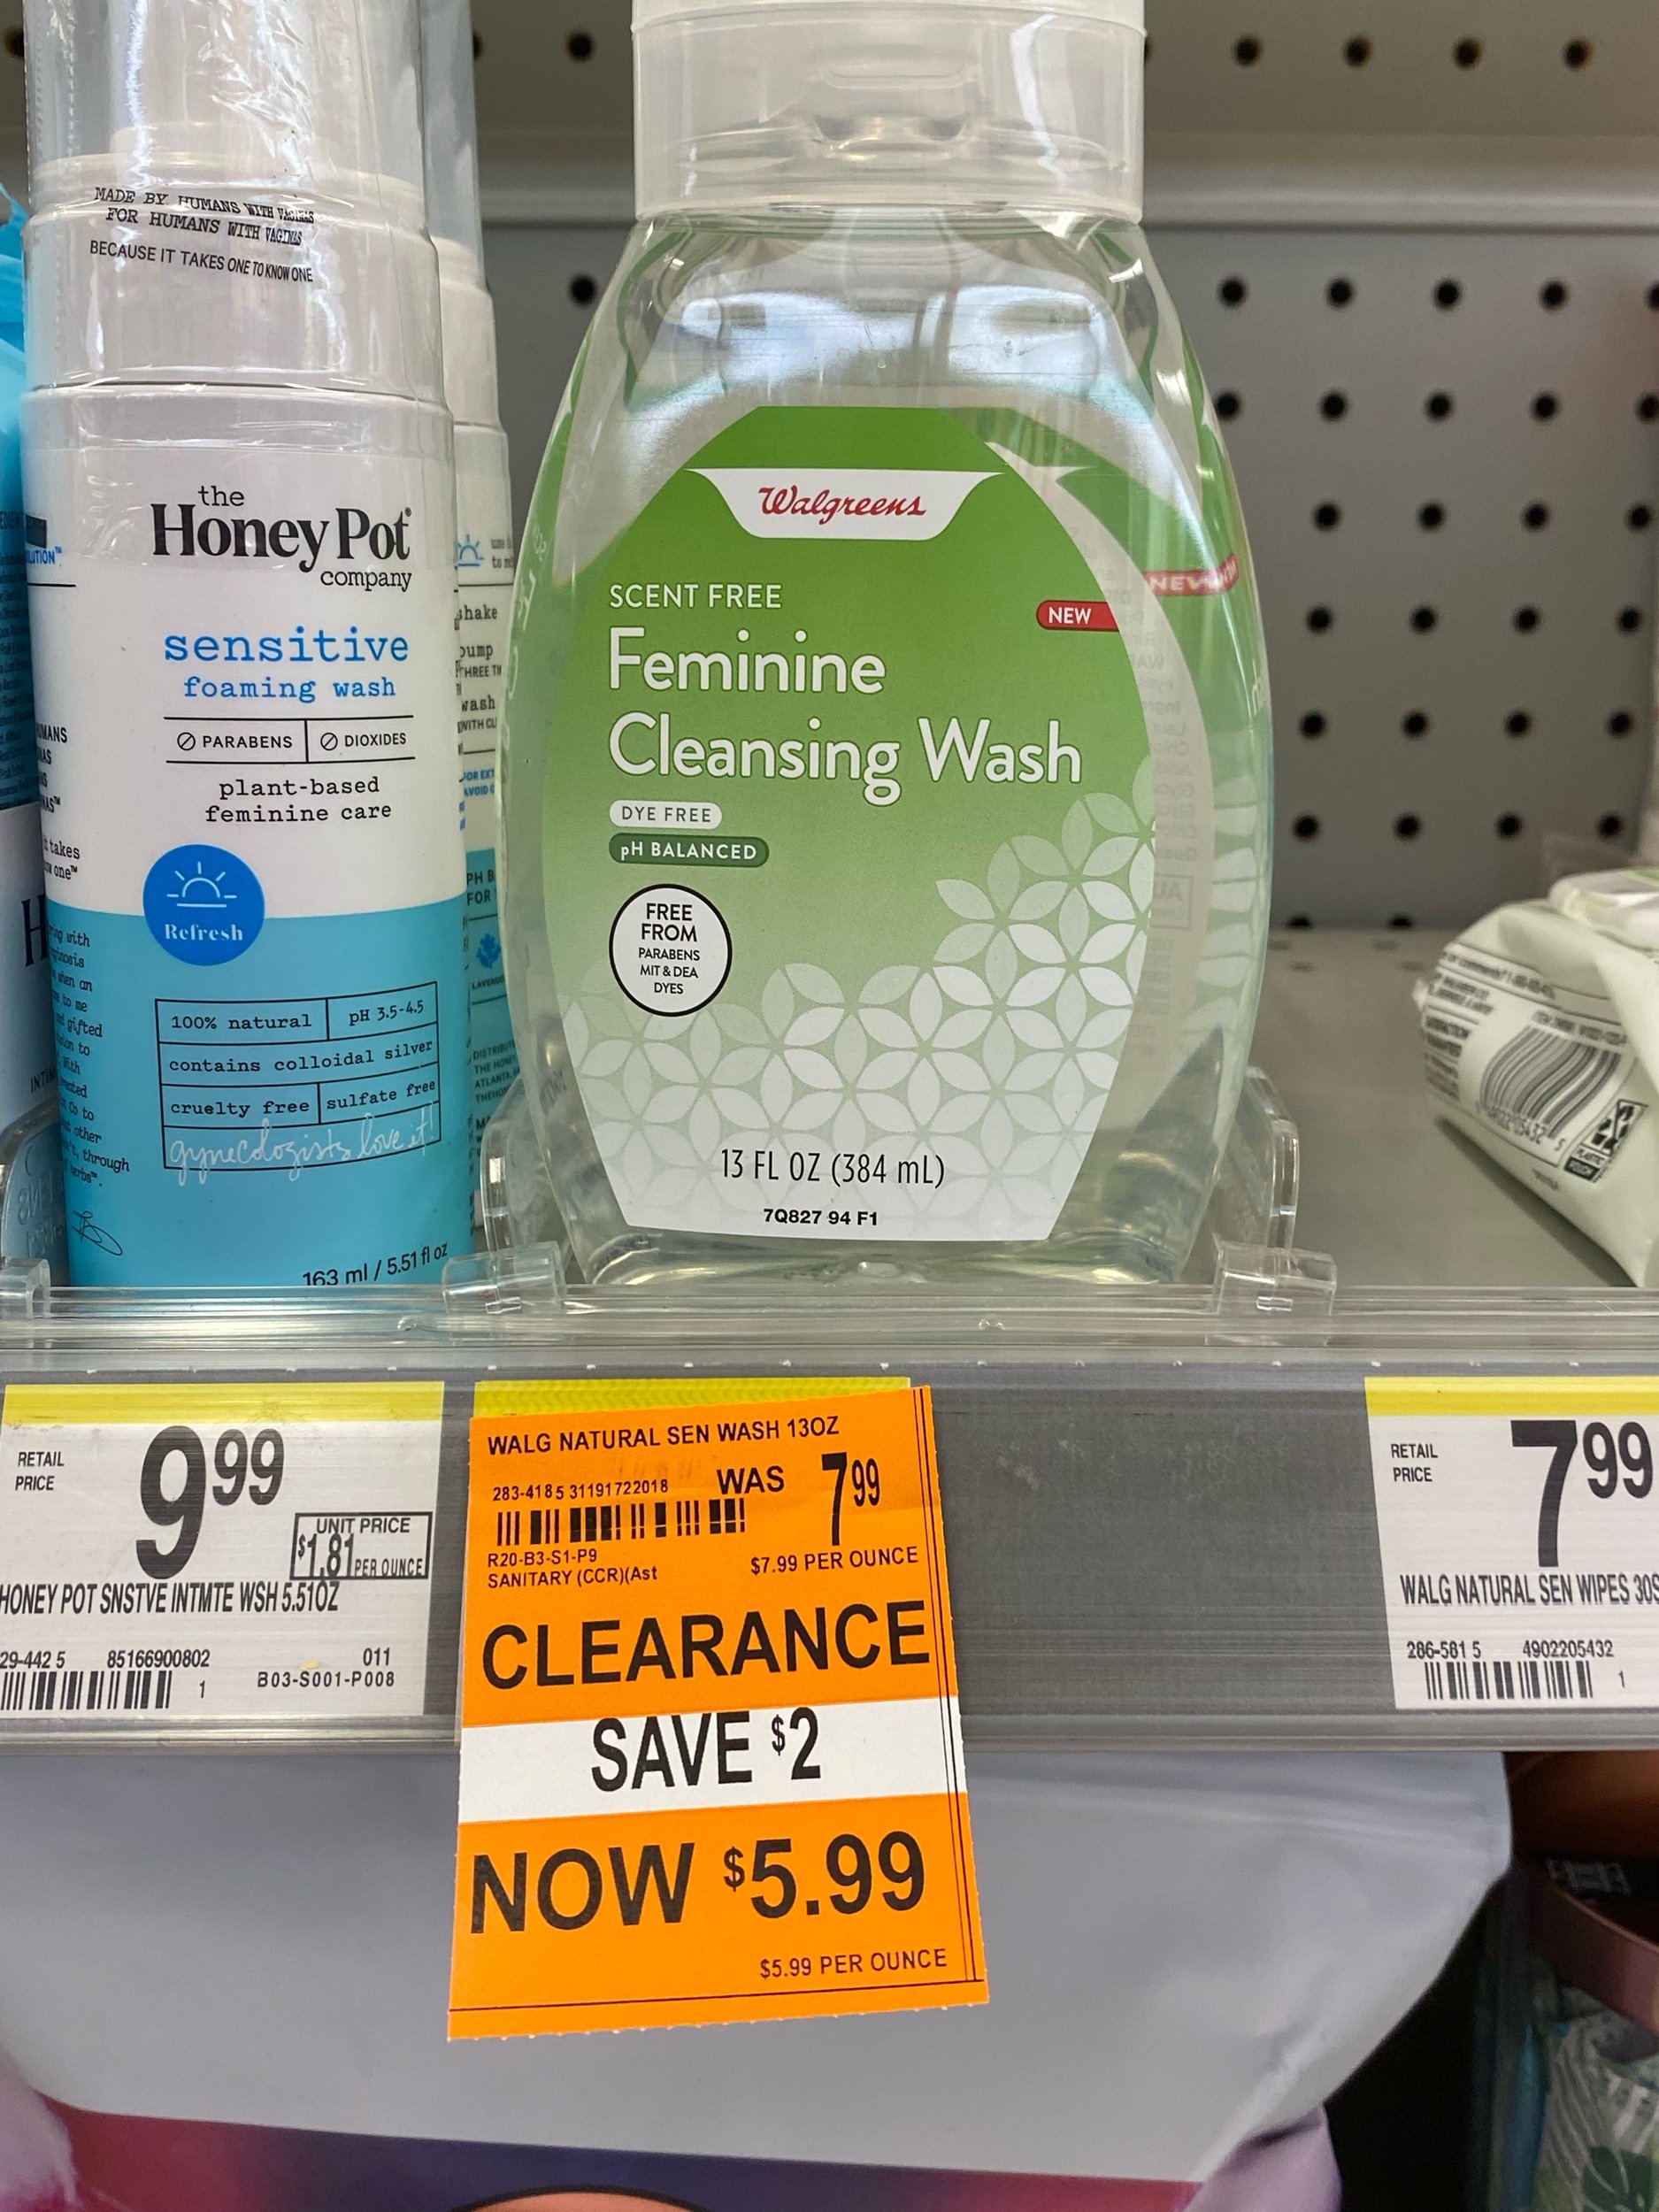 MADE BY HUMANS WITH VAGINAS
FOR HUMANS WITH VAGINAS
BECAUSE IT TAKES ONE TO KNOW ONE
the
Honey Pot®
company
sensitive
foaming wash
PARABENS
DIOXIDES
plant-based
feminine care
Refresh
100% natural
pH 3.5-4.5
contains colloidal silver
cruelty free
sulfate free
gynecologists love it!
163 ml / 5.51 fl oz
shake
wash
Walgreens
SCENT FREE
NEW
Feminine
Cleansing Wash
DYE FREE
pH BALANCED
FREE
FROM
PARABENS
MIT & DEA
DYES
13 FL OZ (384 mL)
7Q827 94 F1
RETAIL
PRICE
9 99
UNIT PRICE
$1.81 PER OUNCE
HONEY POT SNSTVE INTMTE WSH 5.51OZ
29-442 5 85166900802 011
1 B03-S001-P008
WALG NATURAL SEN WASH 13OZ
283-418 5 31191722018 WAS 7 99
R20-B3-S1-P9
SANITARY (CCR)(Ast $7.99 PER OUNCE
CLEARANCE
SAVE $2
NOW $5.99
$5.99 PER OUNCE
RETAIL
PRICE
7 99
WALG NATURAL SEN WIPES 30S
286-581 5 4902205432
1